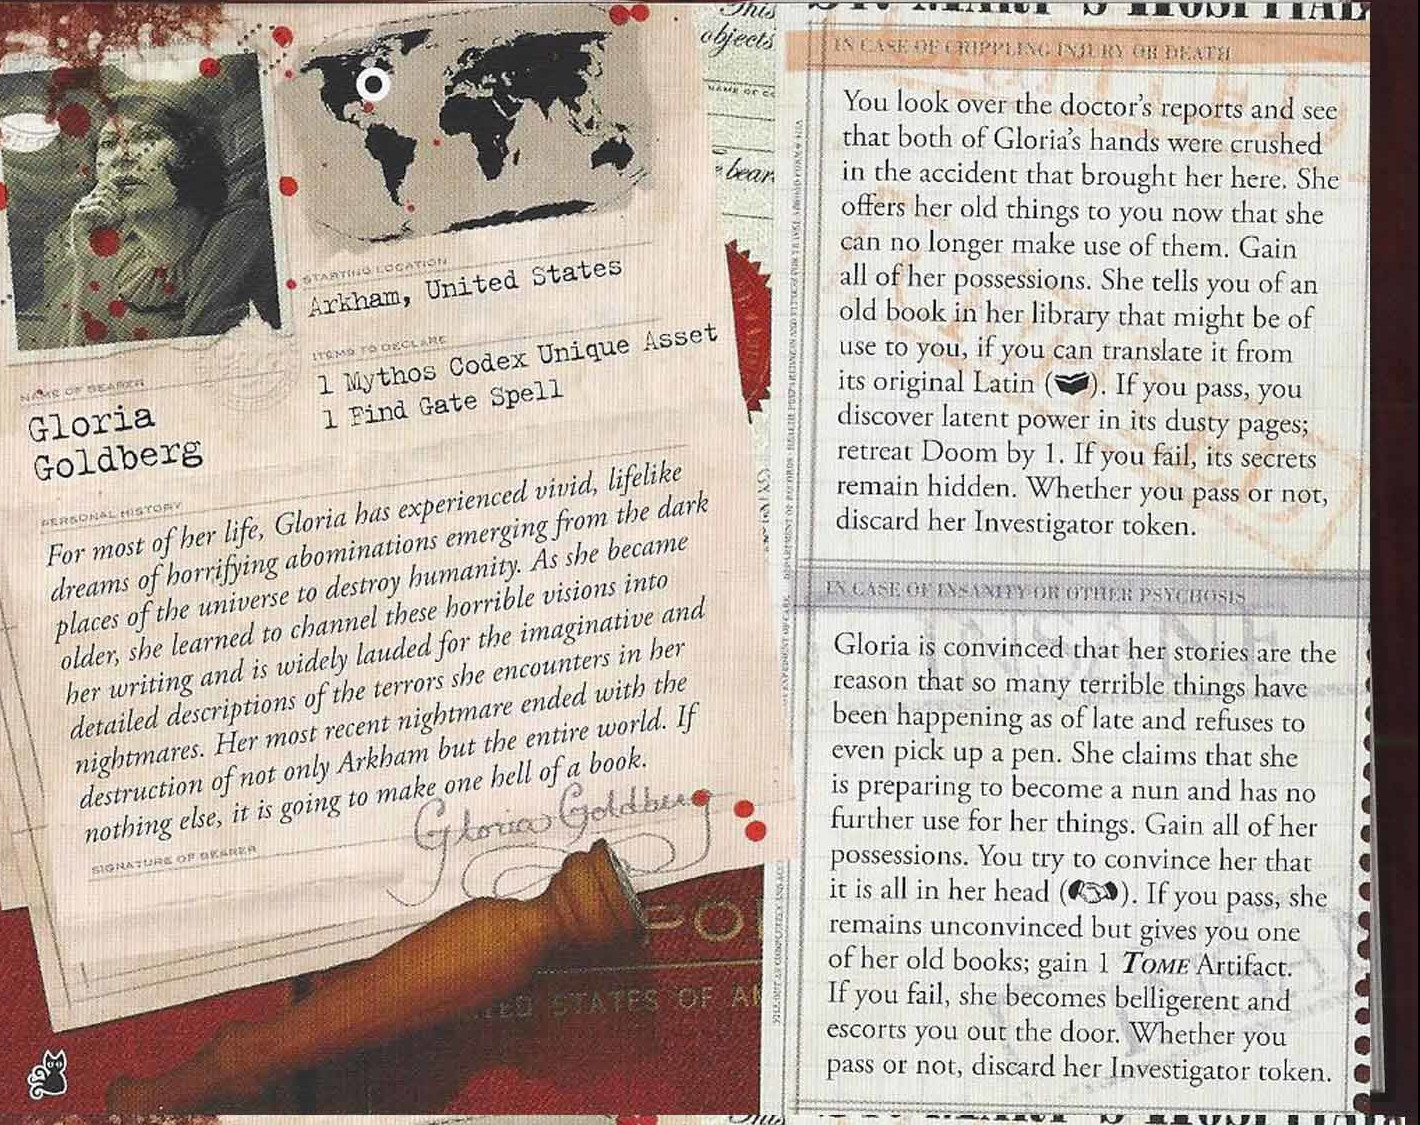 STARTING LOCATION
Arkham, United States
ITEMS TO DECLARE
1 Mythos Codex Unique Asset
1 Find Gate Spell
NAME OF BEARER
Gloria
Goldberg
PERSONAL HISTORY
For most of her life, Gloria has experienced vivid, lifelike
dreams of horrifying abominations emerging from the dark
places of the universe to destroy humanity. As she became
older, she learned to channel these horrible visions into
her writing and is widely lauded for the imaginative and
detailed descriptions of the terrors she encounters in her
nightmares. Her most recent nightmare ended with the
destruction of not only Arkham but the entire world. If
nothing else, it is going to make one hell of a book.
Gloria Goldberg
SIGNATURE OF BEARER
This
objects
NAME OF
bear
IN CASE OF CRIPPLING INJURY OR DEATH
You look over the doctor's reports and see
that both of Gloria's hands were crushed
in the accident that brought her here. She
offers her old things to you now that she
can no longer make use of them. Gain
all of her possessions. She tells you of an
old book in her library that might be of
use to you, if you can translate it from
its original Latin (). If you pass, you
discover latent power in its dusty pages;
retreat Doom by 1. If you fail, its secrets
remain hidden. Whether you pass or not,
discard her Investigator token.
IN CASE OF INSANITY OR OTHER PSYCHOSIS
Gloria is convinced that her stories are the
reason that so many terrible things have
been happening as of late and refuses to
even pick up a pen. She claims that she
is preparing to become a nun and has no
further use for her things. Gain all of her
possessions. You try to convince her that
it is all in her head (). If you pass, she
remains unconvinced but gives you one
of her old books; gain 1 TOME Artifact.
If you fail, she becomes belligerent and
escorts you out the door. Whether you
pass or not, discard her Investigator token.